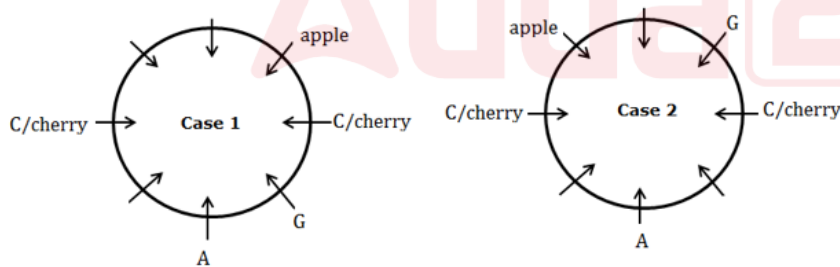 apple
C/cherry
Case 1
C/cherry
G
A
apple
G
C/cherry
Case 2
C/cherry
A